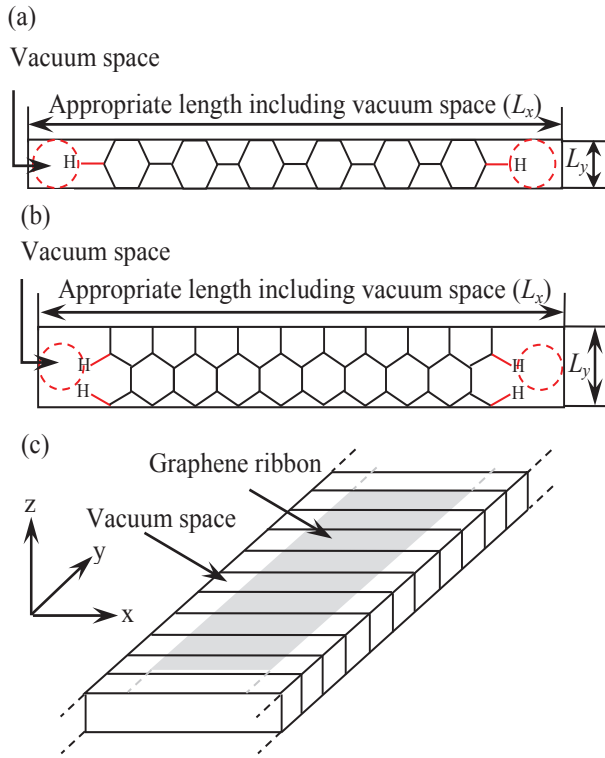 (a)
Vacuum space
Appropriate length including vacuum space (Lx)
H
H
Ly
(b)
Vacuum space
Appropriate length including vacuum space (Lx)
H
H
H
H
Ly
(c)
Graphene ribbon
Vacuum space
z
y
x